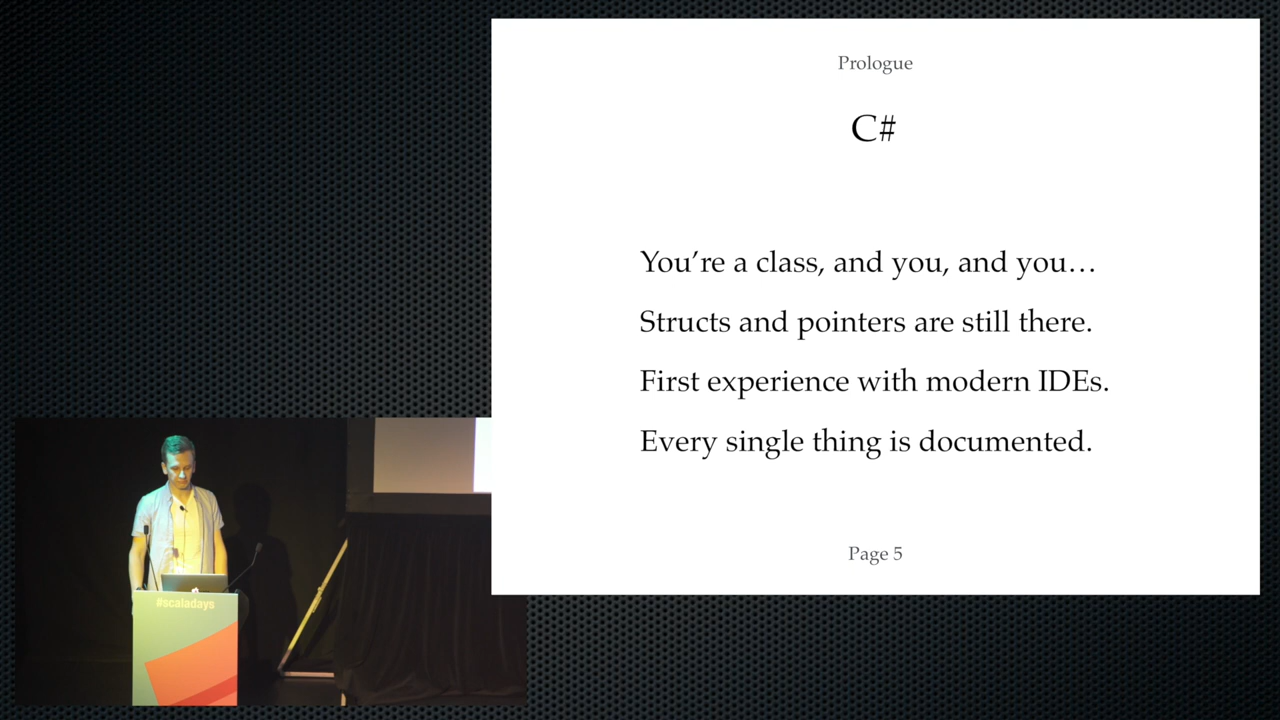 Prologue
C#
You're a class, and you, and you…
Structs and pointers are still there.
First experience with modern IDEs.
Every single thing is documented.
Page 5
#scaladays